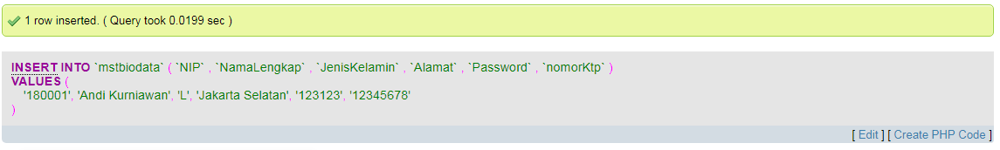 1 row inserted. ( Query took 0.0199 sec )
INSERT INTO `mstbiodata` ( `NIP` , `NamaLengkap` , `JenisKelamin` , `Alamat` , `Password` , `nomorKtp` )
VALUES (
'180001', 'Andi Kurniawan', 'L', 'Jakarta Selatan', '123123', '12345678'
)
[ Edit ] [ Create PHP Code ]